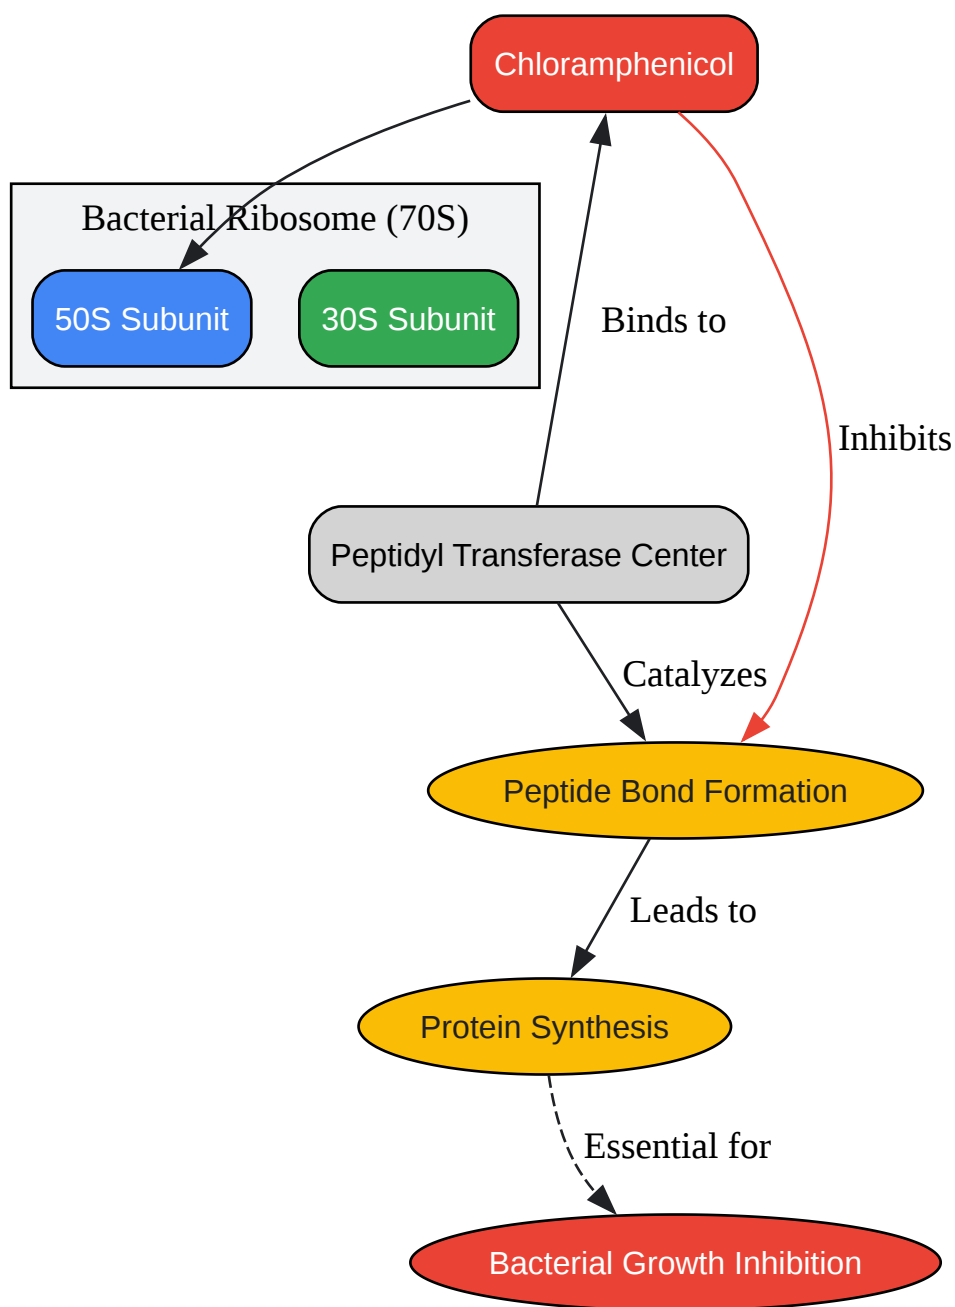 Chloramphenicol
Bacterial Ribosome (70S)
50S Subunit
30S Subunit
Binds to
Inhibits
Peptidyl Transferase Center
Catalyzes
Peptide Bond Formation
Leads to
Protein Synthesis
Essential for
Bacterial Growth Inhibition